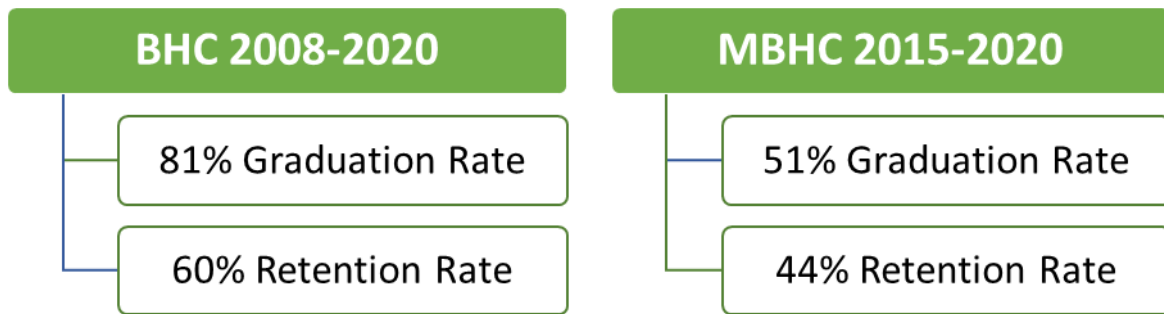 BHC 2008-2020
81% Graduation Rate
60% Retention Rate
MBHC 2015-2020
51% Graduation Rate
44% Retention Rate